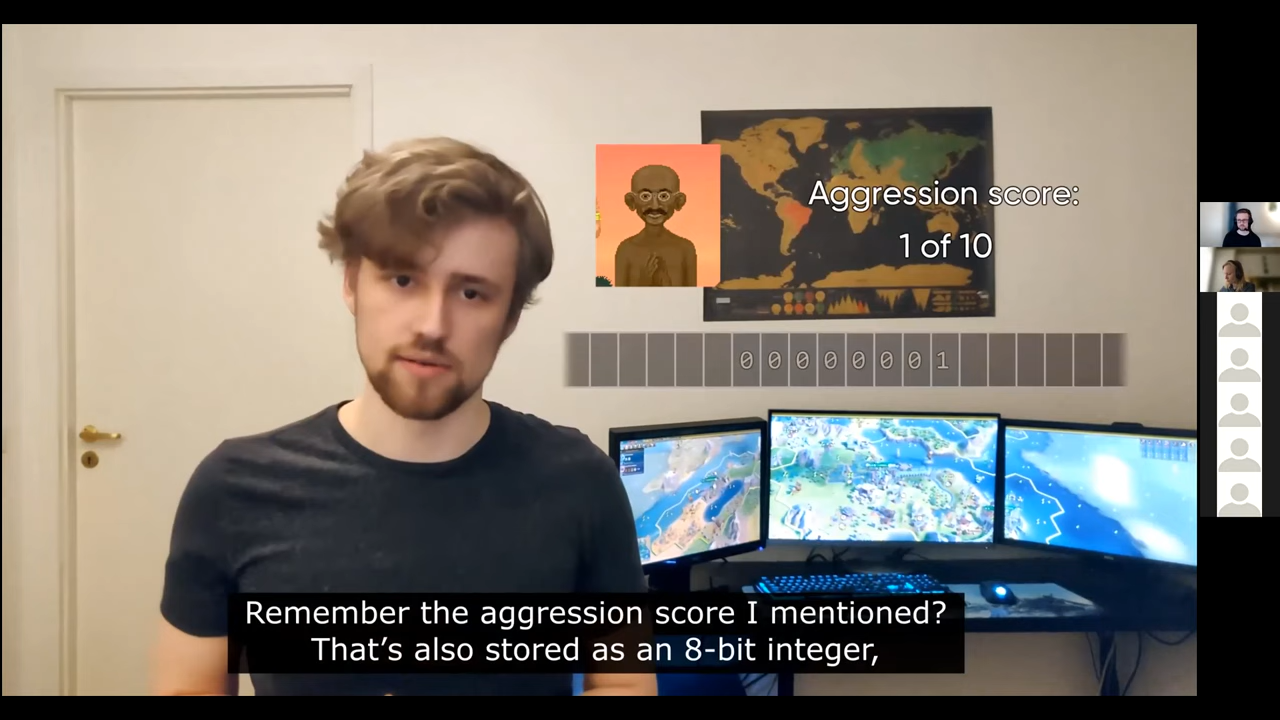 Aggression score:
1 of 10
0 0 0 0 0 0 0 1
Remember the aggression score I mentioned?
That's also stored as an 8-bit integer,